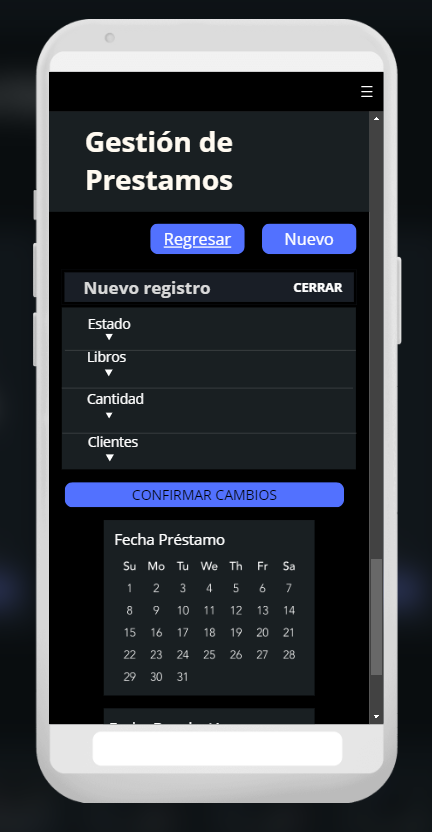 Gestión de
Prestamos
Regresar Nuevo
Nuevo registro CERRAR
Estado
Libros
Cantidad
Clientes
CONFIRMAR CAMBIOS
Fecha Préstamo
Su Mo Tu We Th Fr Sa
1 2 3 4 5 6 7
8 9 10 11 12 13 14
15 16 17 18 19 20 21
22 23 24 25 26 27 28
29 30 31